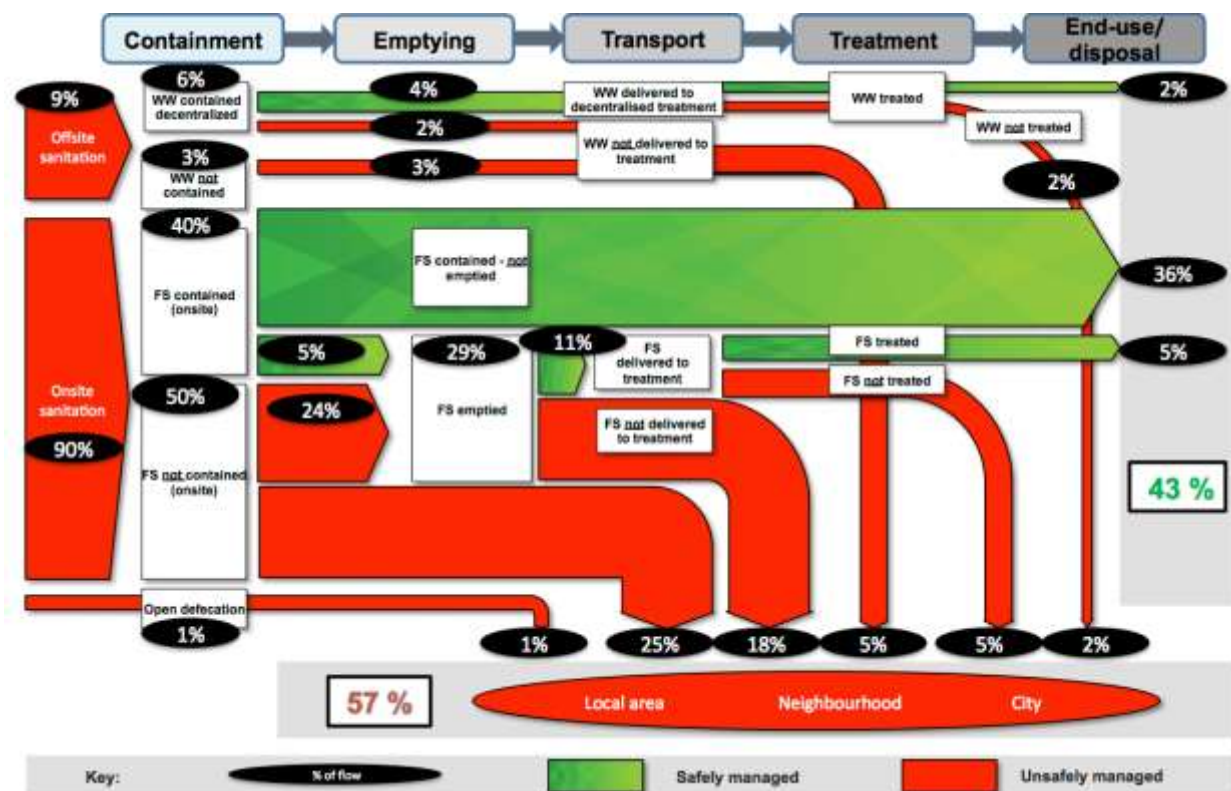 Containment
Emptying
Transport
Treatment
End-use/
disposal
9%
Offsite
sanitation
6%
WW contained
decentralized
4%
WW delivered to
decentralised treatment
WW treated
2%
2%
WW not delivered to
treatment
WW not treated
3%
WW not
contained
3%
2%
40%
FS contained
(onsite)
FS contained - not
emptied
36%
5%
29%
FS emptied
11%
FS
delivered to
treatment
FS treated
5%
FS not treated
Onsite
sanitation
90%
50%
FS not contained
(onsite)
24%
FS not delivered
to treatment
43 %
Open defecation
1%
1%
25%
18%
5%
5%
2%
57 %
Local area
Neighbourhood
City
Key:
% of flow
Safely managed
Unsafely managed